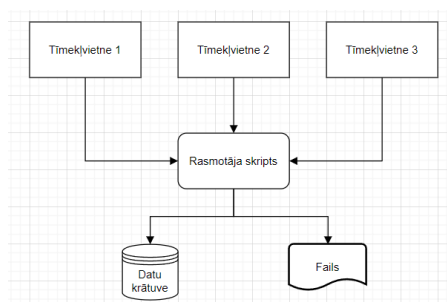 Tīmekļvietne 1
Tīmekļvietne 2
Tīmekļvietne 3
Rasmotāja skripts
Datu
krātuve
Fails